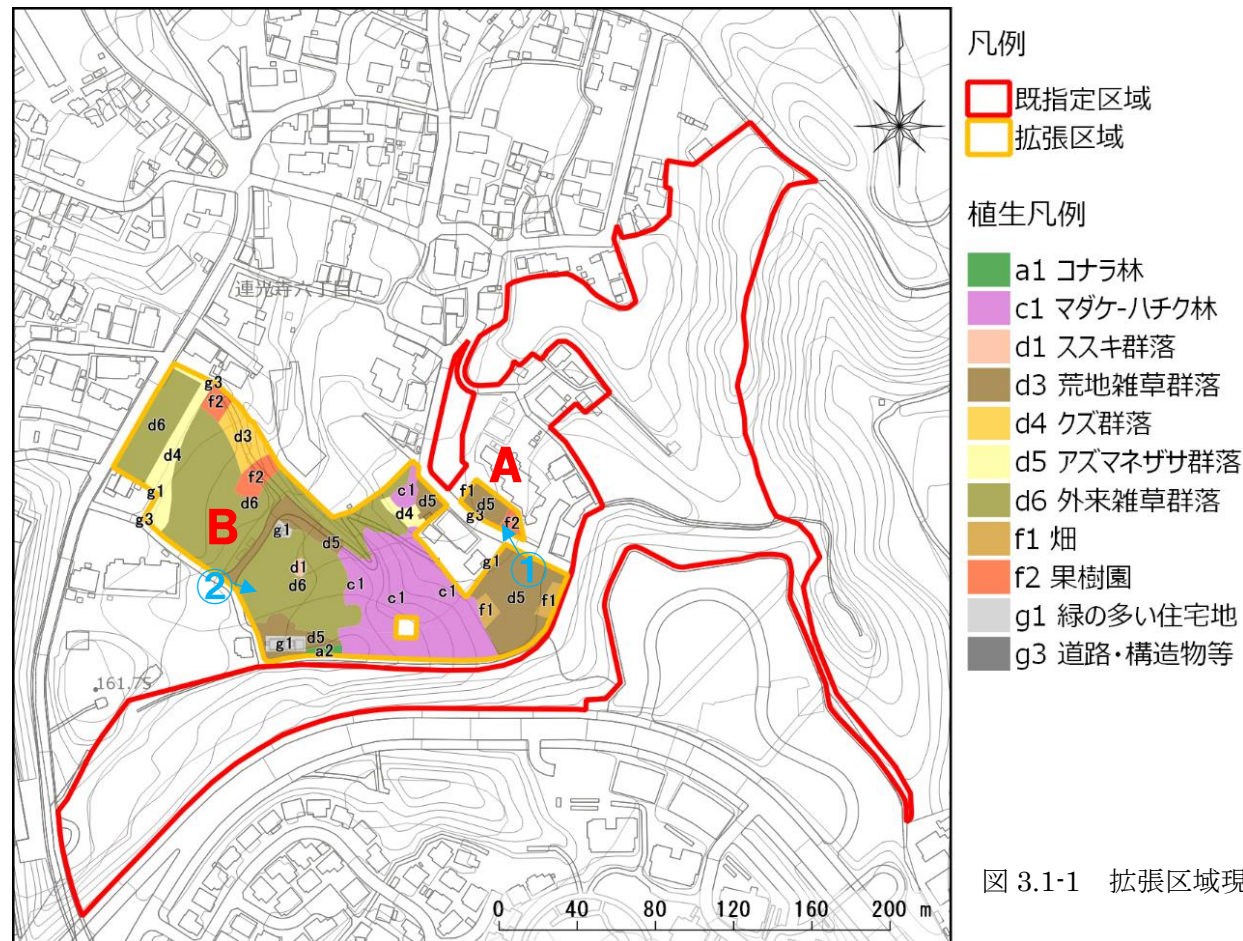 凡例
既指定区域
拡張区域
植生凡例
a1 コナラ林
c1 マダケ-ハチク林
d1 ススキ群落
d3 荒地雑草群落
d4 クズ群落
d5 アズマネザサ群落
d6 外来雑草群落
f1 畑
f2 果樹園
g1 緑の多い住宅地
g3 道路・構造物等
連光寺六丁目
g3
f2
d6
d3
d4
f2
d6
g1
g3
B
②
g1
d5
d1
d6
c1
d5
d4
A
f1
d5
g3
f2
①
g1
c1
c1
c1
d5
f1
f1
g1
d5
a2
161.75
0 40 80 120 160 200 m
図 3.1-1 拡張区域現